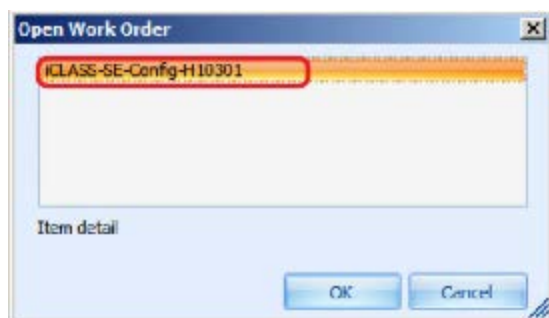 Open Work Order
iCLASS-SE-Config-H10301
Item detail
OK
Cancel